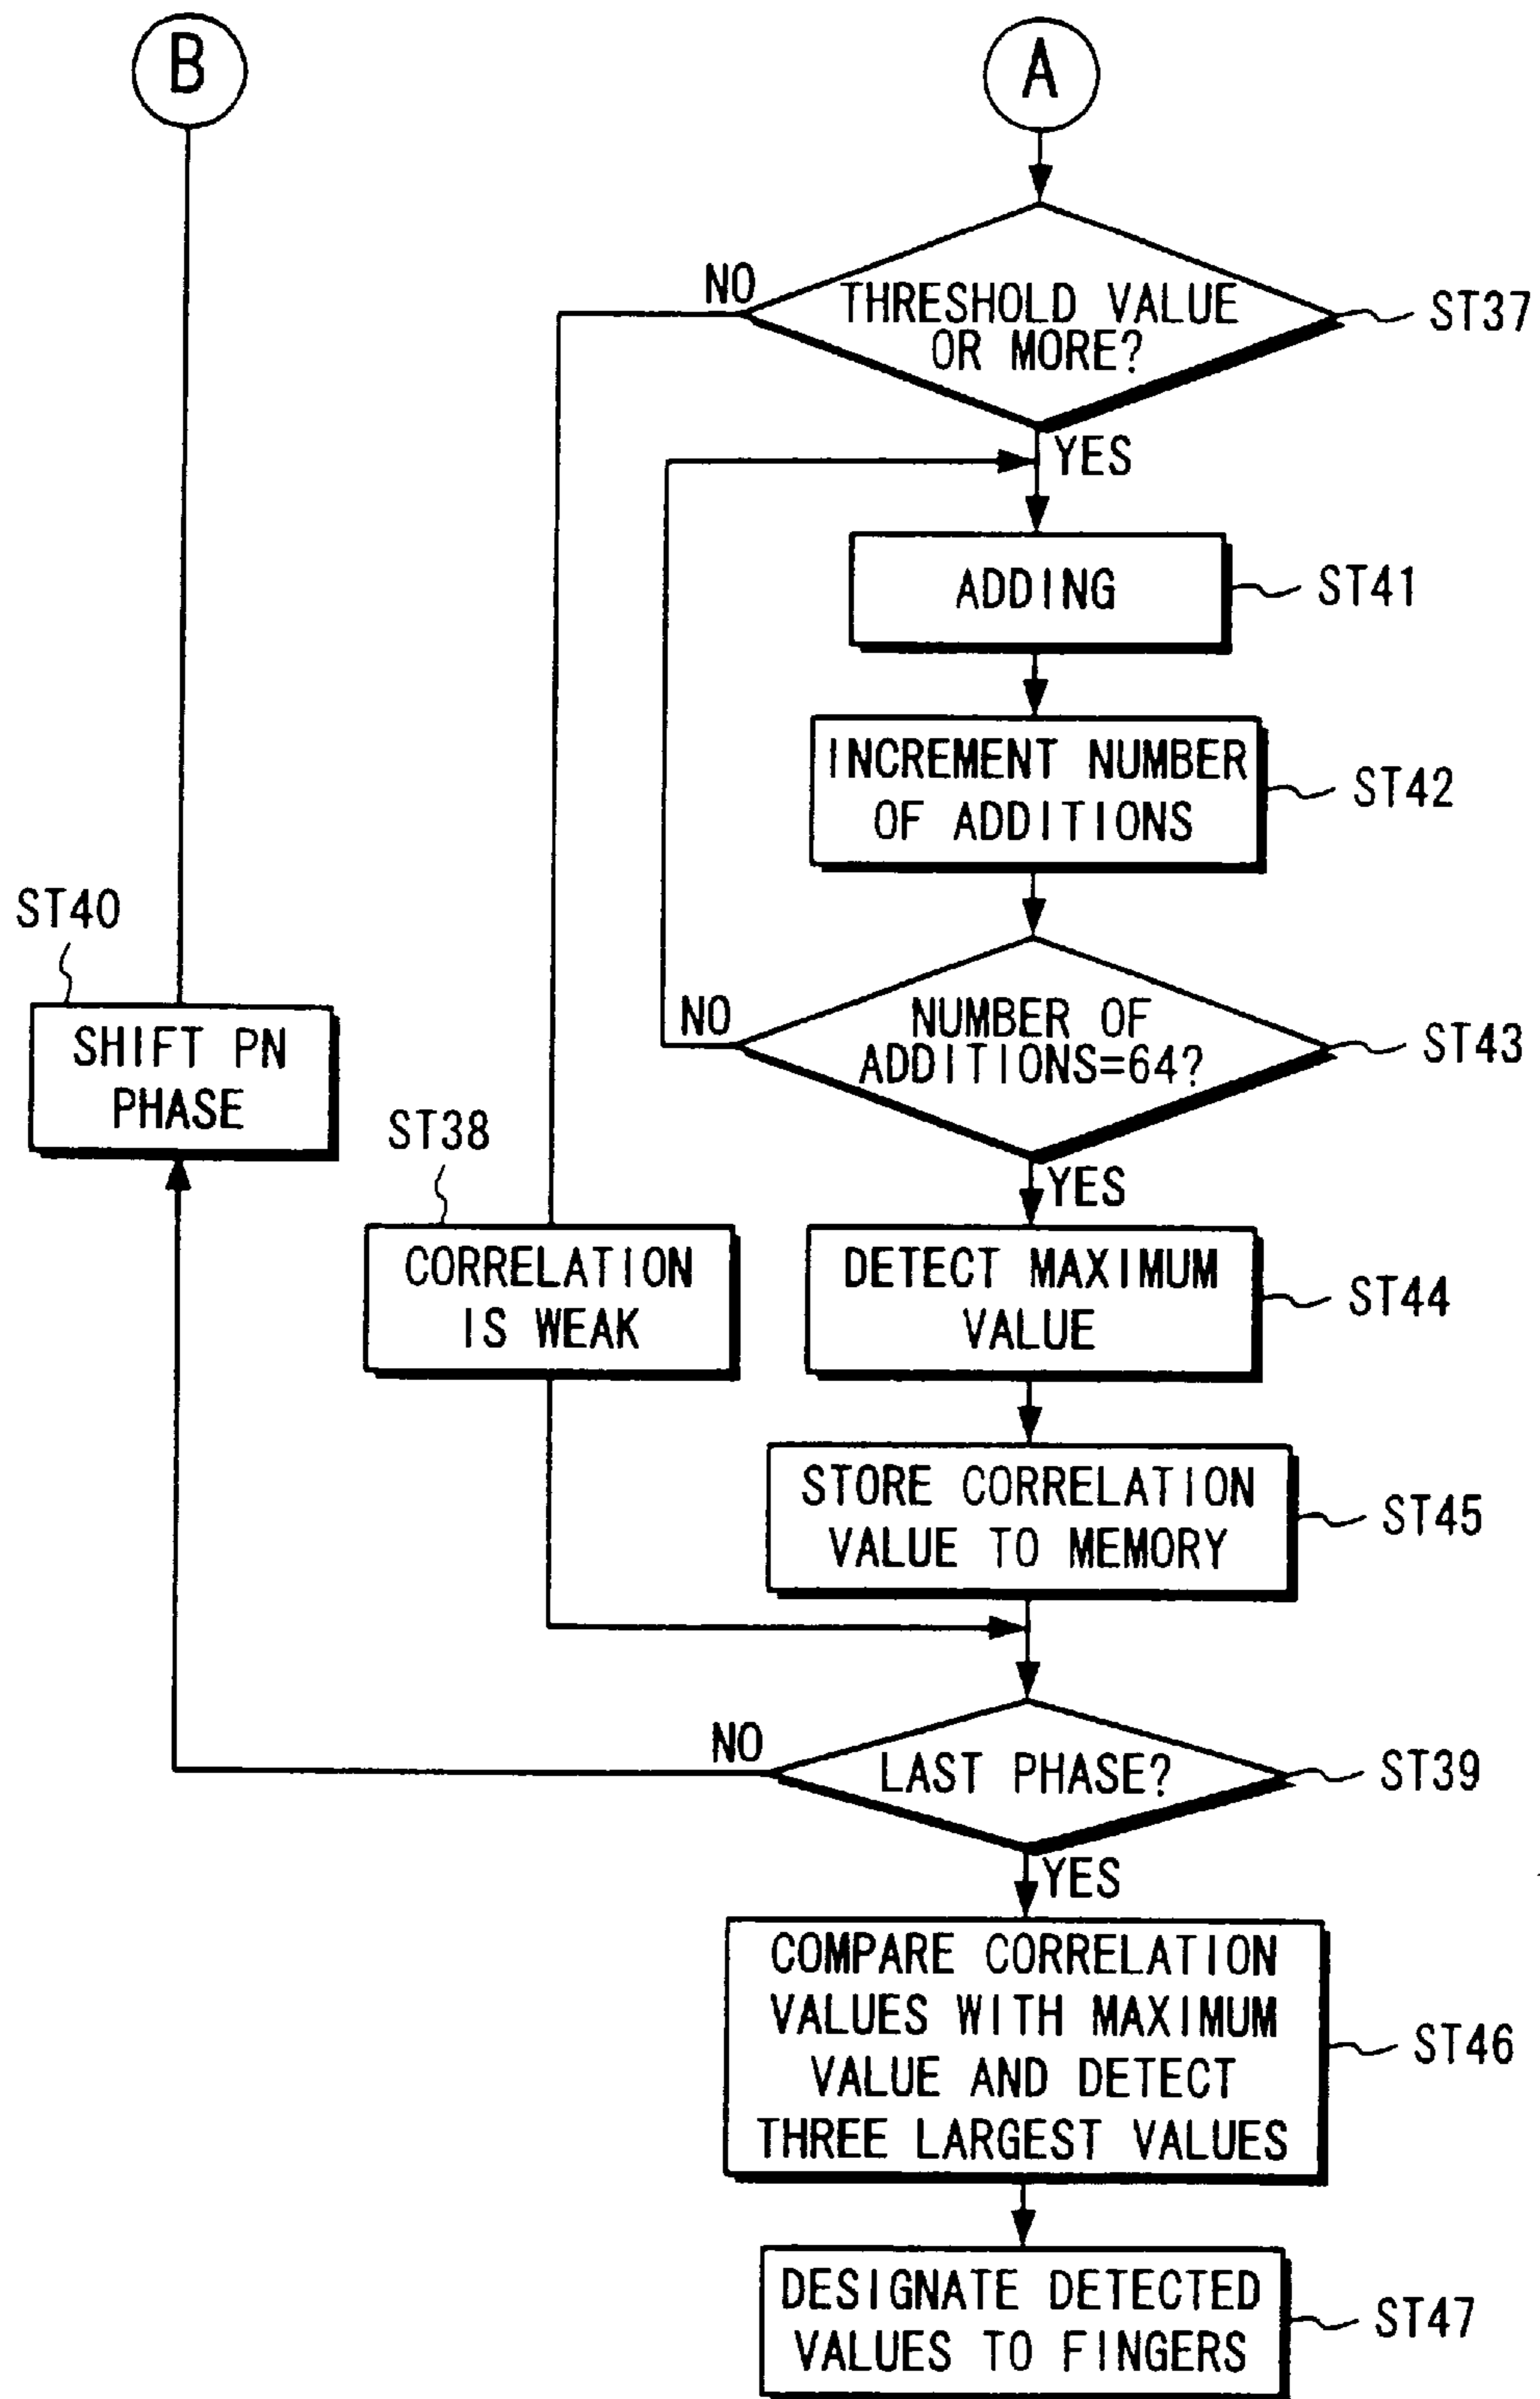 B
A
NO
THRESHOLD VALUE
OR MORE?
ST37
YES
ADDING
ST41
INCREMENT NUMBER
OF ADDITIONS
ST42
ST40
SHIFT PN
PHASE
NO
NUMBER OF
ADDITIONS=64?
ST43
YES
ST38
CORRELATION
IS WEAK
DETECT MAXIMUM
VALUE
ST44
STORE CORRELATION
VALUE TO MEMORY
ST45
NO
LAST PHASE?
ST39
YES
COMPARE CORRELATION
VALUES WITH MAXIMUM
VALUE AND DETECT
THREE LARGEST VALUES
ST46
DESIGNATE DETECTED
VALUES TO FINGERS
ST47